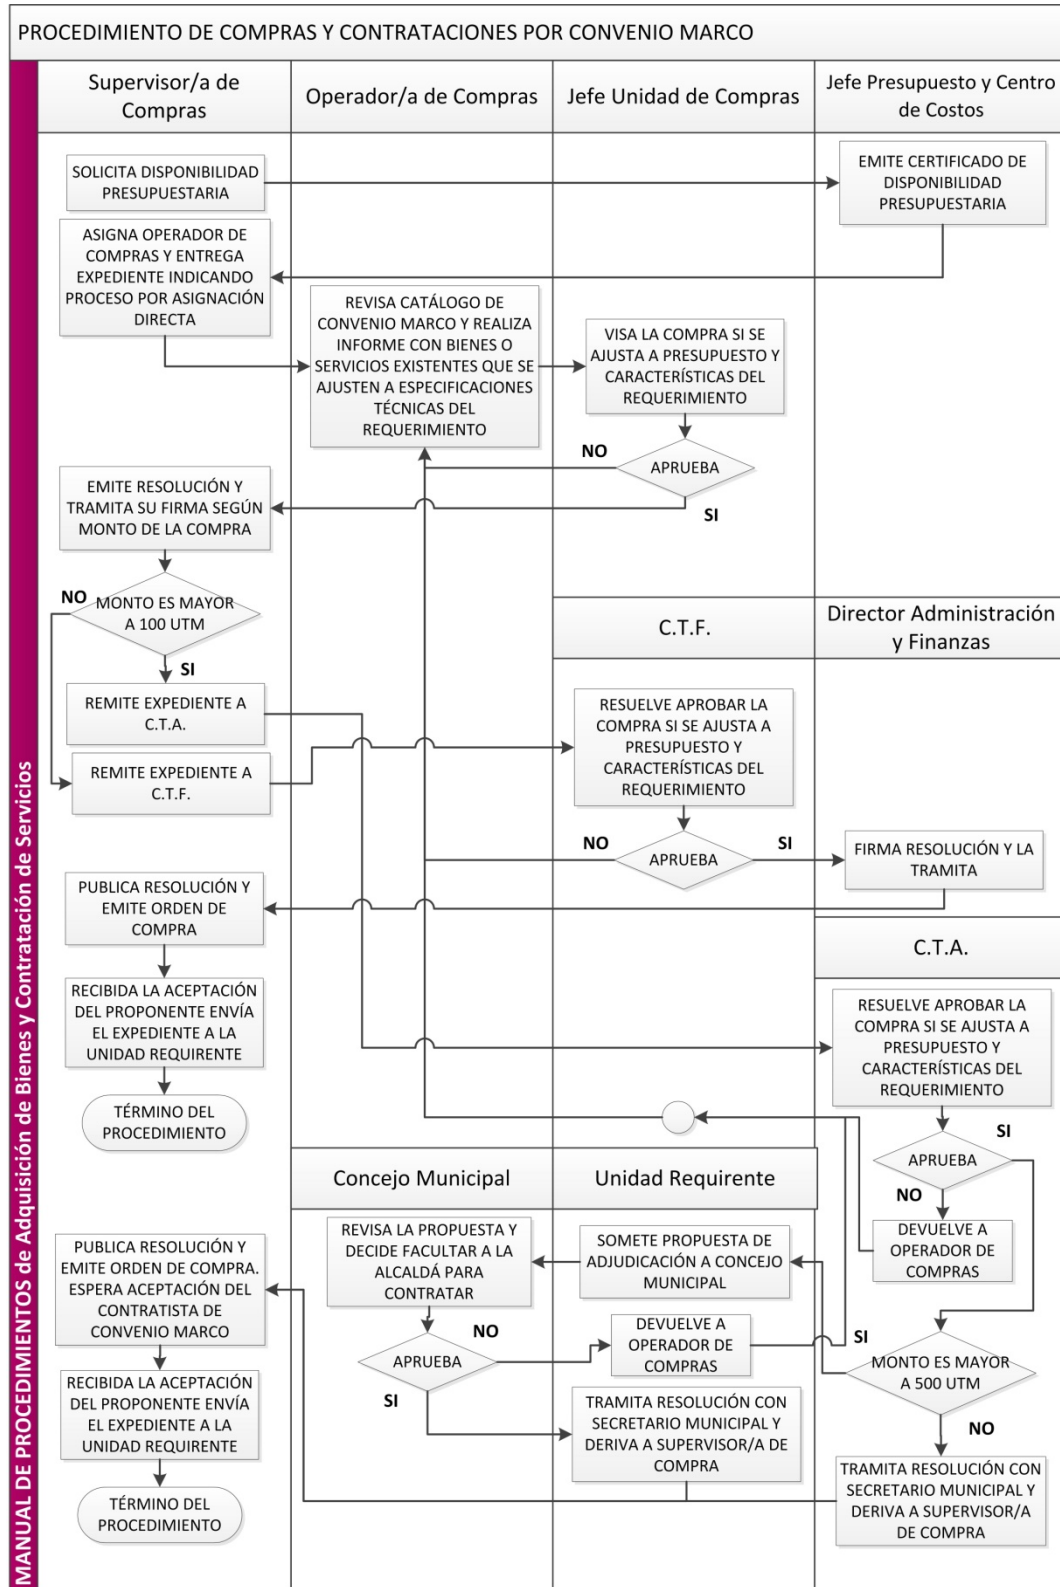 PROCEDIMIENTO DE COMPRAS Y CONTRATACIONES POR CONVENIO MARCO
MANUAL DE PROCEDIMIENTOS de Adquisición de Bienes y Contratación de Servicios
Supervisor/a de
Compras
Operador/a de Compras
Jefe Unidad de Compras
Jefe Presupuesto y Centro
de Costos
SOLICITA DISPONIBILIDAD
PRESUPUESTARIA
EMITE CERTIFICADO DE
DISPONIBILIDAD
PRESUPUESTARIA
ASIGNA OPERADOR DE
COMPRAS Y ENTREGA
EXPEDIENTE INDICANDO
PROCESO POR ASIGNACIÓN
DIRECTA
REVISA CATÁLOGO DE
CONVENIO MARCO Y REALIZA
INFORME CON BIENES O
SERVICIOS EXISTENTES QUE SE
AJUSTEN A ESPECIFICACIONES
TÉCNICAS DEL
REQUERIMIENTO
VISA LA COMPRA SI SE
AJUSTA A PRESUPUESTO Y
CARACTERÍSTICAS DEL
REQUERIMIENTO
NO
APRUEBA
SI
EMITE RESOLUCIÓN Y
TRAMITA SU FIRMA SEGÚN
MONTO DE LA COMPRA
NO
MONTO ES MAYOR
A 100 UTM
SI
REMITE EXPEDIENTE A
C.T.A.
REMITE EXPEDIENTE A
C.T.F.
C.T.F.
Director Administración
y Finanzas
RESUELVE APROBAR LA
COMPRA SI SE AJUSTA A
PRESUPUESTO Y
CARACTERÍSTICAS DEL
REQUERIMIENTO
NO
APRUEBA
SI
FIRMA RESOLUCIÓN Y LA
TRAMITA
PUBLICA RESOLUCIÓN Y
EMITE ORDEN DE
COMPRA
RECIBIDA LA ACEPTACIÓN
DEL PROPONENTE ENVÍA
EL EXPEDIENTE A LA
UNIDAD REQUIRENTE
TÉRMINO DEL
PROCEDIMIENTO
C.T.A.
RESUELVE APROBAR LA
COMPRA SI SE AJUSTA A
PRESUPUESTO Y
CARACTERÍSTICAS DEL
REQUERIMIENTO
SI
APRUEBA
NO
DEVUELVE A
OPERADOR DE
COMPRAS
SI
MONTO ES MAYOR
A 500 UTM
NO
TRAMITA RESOLUCIÓN CON
SECRETARIO MUNICIPAL Y
DERIVA A SUPERVISOR/A
DE COMPRA
Concejo Municipal
Unidad Requirente
SOMETE PROPUESTA DE
ADJUDICACIÓN A CONCEJO
MUNICIPAL
REVISA LA PROPUESTA Y
DECIDE FACULTAR A LA
ALCALDÁ PARA
CONTRATAR
NO
APRUEBA
SI
DEVUELVE A
OPERADOR DE
COMPRAS
TRAMITA RESOLUCIÓN CON
SECRETARIO MUNICIPAL Y
DERIVA A SUPERVISOR/A DE
COMPRA
PUBLICA RESOLUCIÓN Y
EMITE ORDEN DE COMPRA.
ESPERA ACEPTACIÓN DEL
CONTRATISTA DE
CONVENIO MARCO
RECIBIDA LA ACEPTACIÓN
DEL PROPONENTE ENVÍA
EL EXPEDIENTE A LA
UNIDAD REQUIRENTE
TÉRMINO DEL
PROCEDIMIENTO